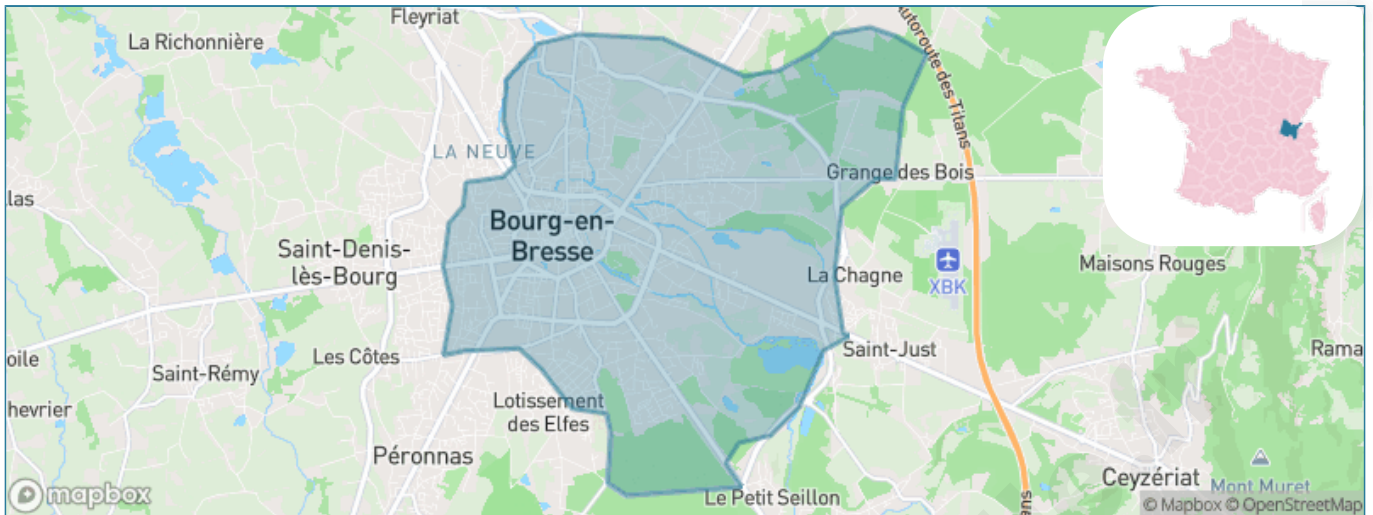 Fleyriat
La Richonnière
Autoroute des Titans
LA NEUVE
Grange des Bois
las
Bourg-en-
Bresse
Saint-Denis-
lès-Bourg
La Chagne
Maisons Rouges
XBK
oile
Les Côtes
Saint-Just
Rama
Saint-Rémy
hevrier
Lotissement
des Elfes
Péronnas
Ceyzériat
Mont Muret
Le Petit Seillon
mapbox
© Mapbox © OpenStreetMap